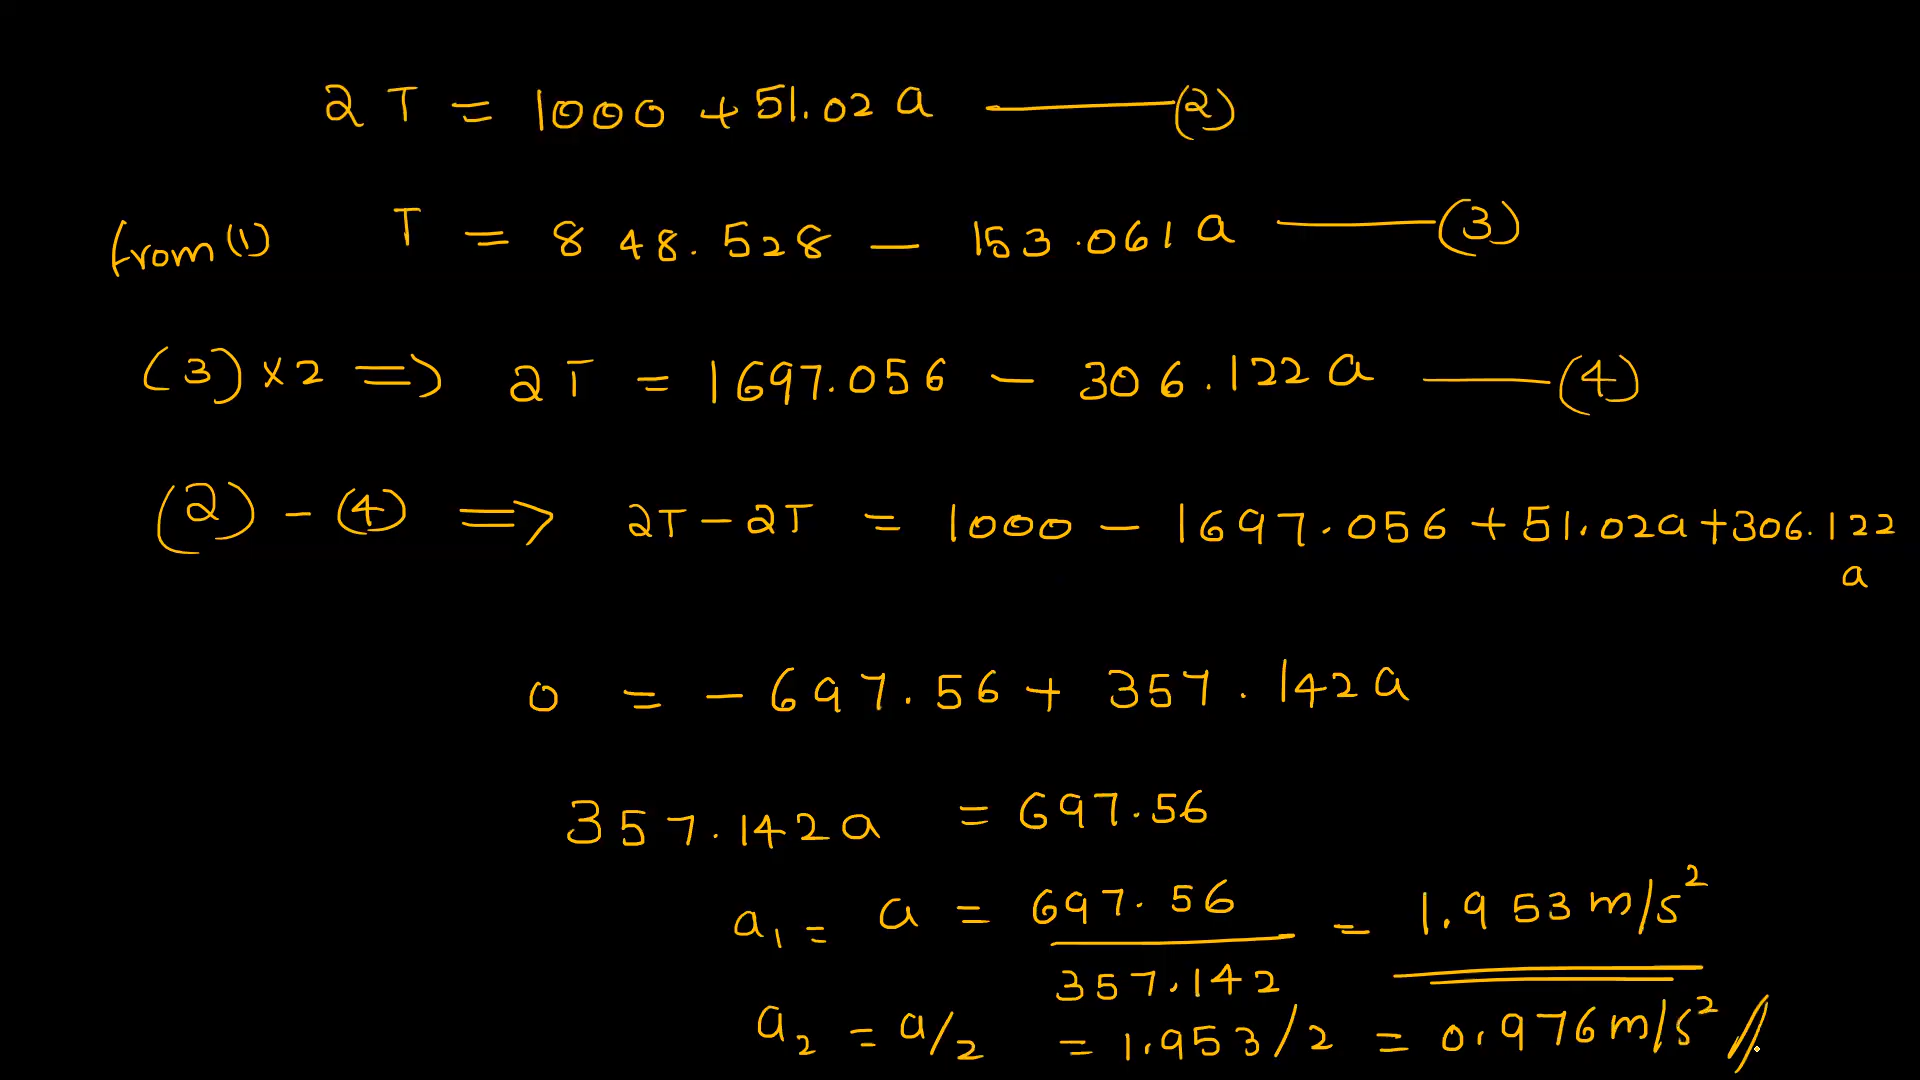 2T = 1000 + 51.02 a ——— (2)
from (1) T = 848.528 — 153.061 a ——— (3)
(3) x 2 => 2T = 1697.056 — 306.122 a ——— (4)
(2) - (4) => 2T — 2T = 1000 — 1697.056 + 51.02a + 306.122
a
0 = — 697.56 + 357.142a
357.142a = 697.56
a₁ = a = 697.56 / 357.142 = 1.953 m/s²
a₂ = a/2 = 1.953/2 = 0.976 m/s² //